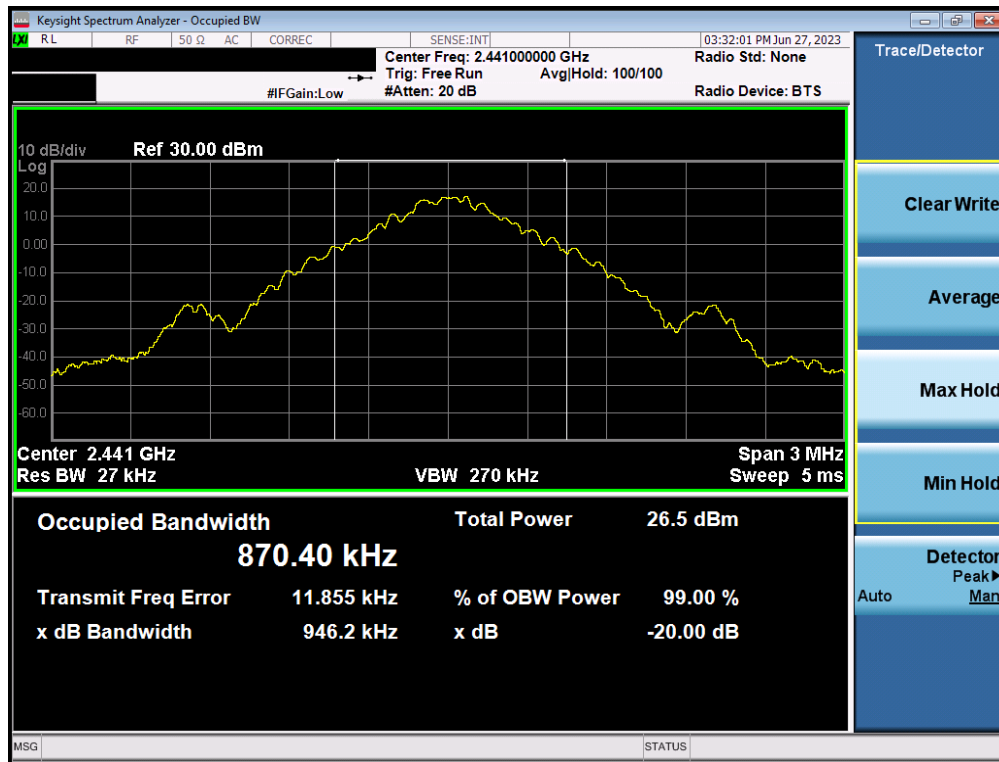 Keysight Spectrum Analyzer - Occupied BW
LXI RL RF 50 Ω AC CORREC SENSE:INT 03:32:01 PM Jun 27, 2023
Center Freq: 2.441000000 GHz Radio Std: None
Trig: Free Run Avg|Hold: 100/100
#IFGain:Low #Atten: 20 dB Radio Device: BTS
10 dB/div Ref 30.00 dBm
Log
20.0
10.0
0.00
-10.0
-20.0
-30.0
-40.0
-50.0
-60.0
Center 2.441 GHz Span 3 MHz
Res BW 27 kHz VBW 270 kHz Sweep 5 ms
Occupied Bandwidth Total Power 26.5 dBm
870.40 kHz
Transmit Freq Error 11.855 kHz % of OBW Power 99.00 %
x dB Bandwidth 946.2 kHz x dB -20.00 dB
MSG STATUS
Trace/Detector
Clear Write
Average
Max Hold
Min Hold
Detector
Peak▶
Auto Man